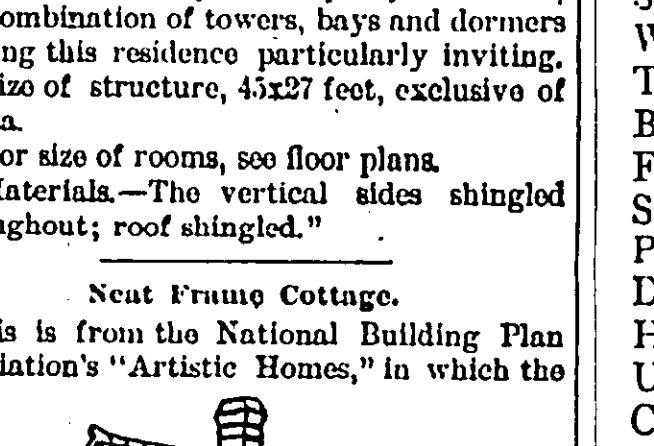 ombination of towers, bays and dormers
ng this residence particularly inviting.
ize of structure, 45x27 feet, exclusive of
a.
or size of rooms, see floor plans.
Materials.—The vertical sides shingled
ughout; roof shingled."
Neat Frame Cottage.
is is from the National Building Plan
iation's "Artistic Homes," in which the
W
T
B
F
S
P
D
H
U
C